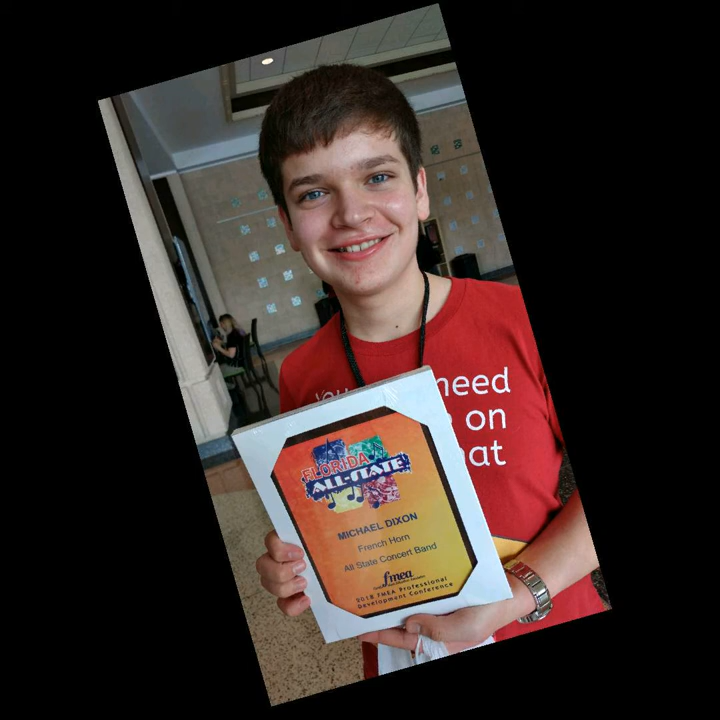 need
on
FLORIDA
ALL-STATE
MICHAEL DIXON
French Horn
All State Concert Band
fmea
2018 FMEA Professional
Development Conference